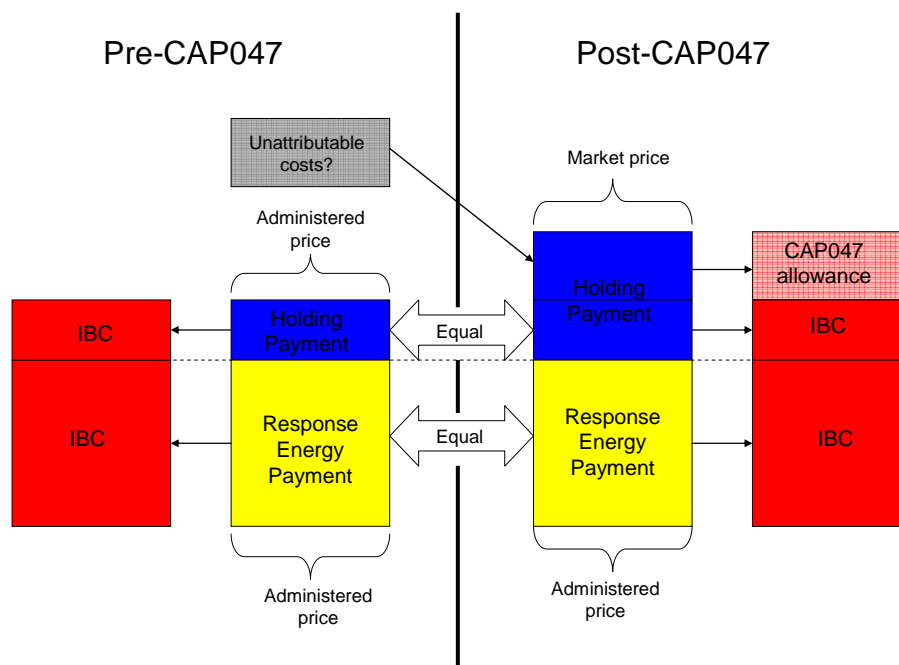 Pre-CAP047
Post-CAP047
Unattributable
costs?
Market price
Administered
price
CAP047
allowance
Holding
Payment
IBC
Holding
Payment
Equal
IBC
IBC
Response
Energy
Payment
Equal
Response
Energy
Payment
IBC
Administered
price
Administered
price